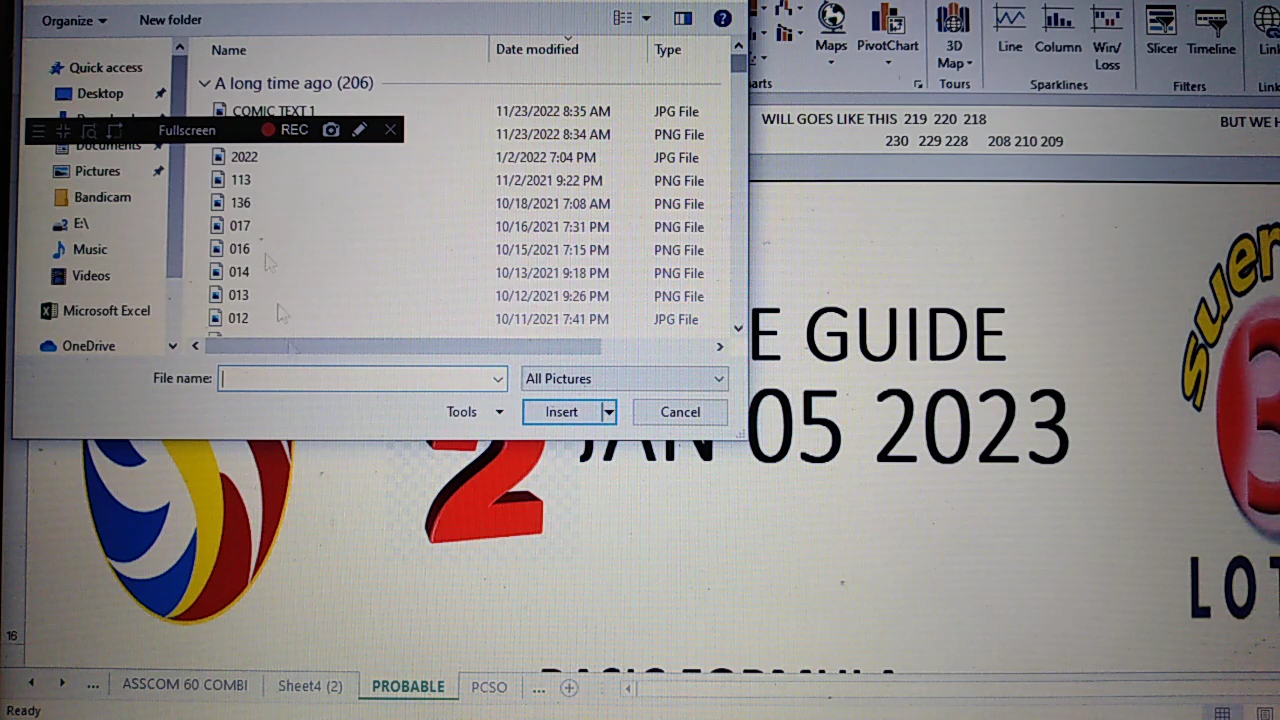 Organize New folder
Name Date modified Type
A long time ago (206)
COMIC TEXT 1 11/23/2022 8:35 AM JPG File
11/23/2022 8:34 AM PNG File
2022 1/2/2022 7:04 PM JPG File
113 11/2/2021 9:22 PM PNG File
136 10/18/2021 7:08 AM PNG File
017 10/16/2021 7:31 PM PNG File
016 10/15/2021 7:15 PM PNG File
014 10/13/2021 9:18 PM PNG File
013 10/12/2021 9:26 PM PNG File
012 10/11/2021 7:41 PM JPG File
Quick access
Desktop
Documents
Pictures
Bandicam
E:\
Music
Videos
Microsoft Excel
OneDrive
Fullscreen REC
File name: All Pictures
Tools Insert Cancel
Maps PivotChart 3D Map Line Column Win/Loss Slicer Timeline Link
arts Tours Sparklines Filters Link
WILL GOES LIKE THIS 219 220 218 BUT WE H
230 229 228 208 210 209
E GUIDE
JAN 05 2023
2
suer
3
LOT
16
BASIC FORMULA
... ASSCOM 60 COMBI Sheet4 (2) PROBABLE PCSO ...
Ready